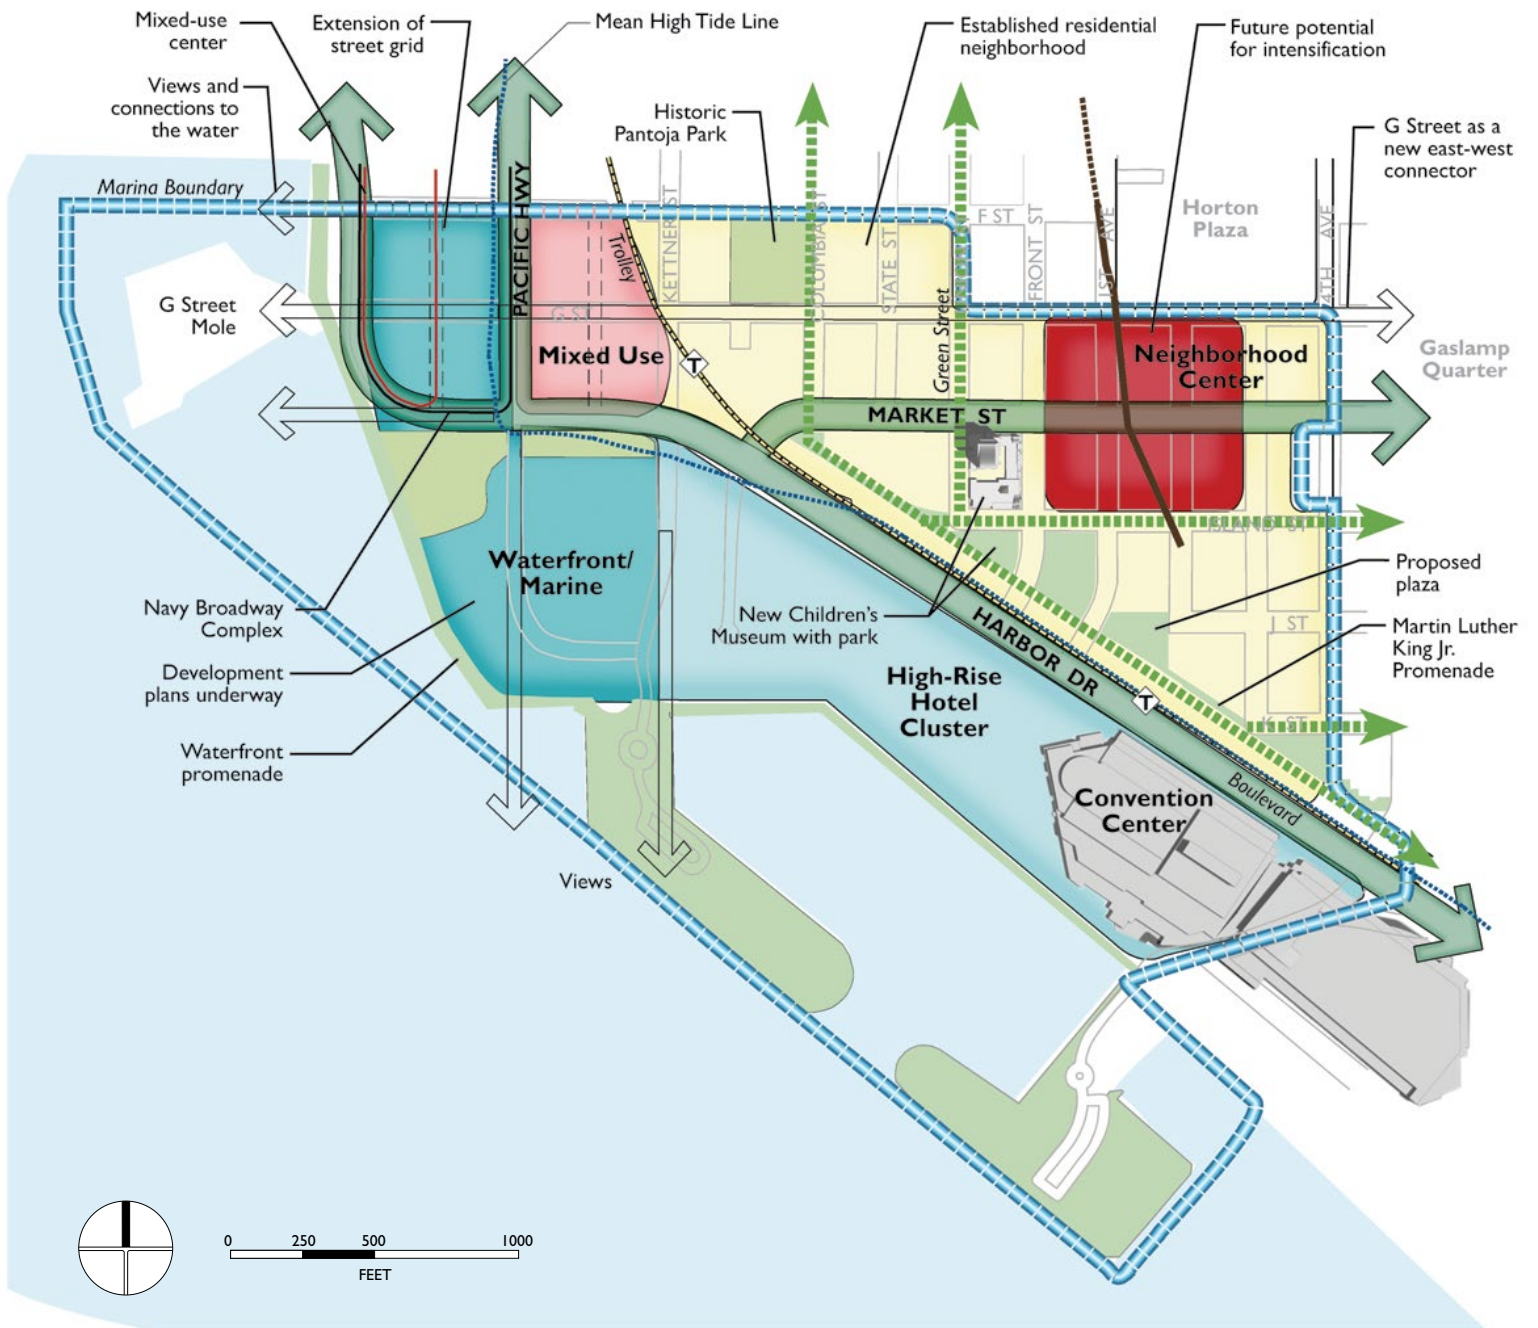 Mixed-use
center
Extension of
street grid
Mean High Tide Line
Established residential
neighborhood
Future potential
for intensification
Views and
connections to
the water
Historic
Pantoja Park
G Street as a
new east-west
connector
Marina Boundary
PACIFIC HWY
Trolley
KETTNER ST
COLUMBIA ST
STATE ST
F ST
FRONT ST
1ST AVE
Horton
Plaza
4TH AVE
G Street
Mole
G ST
Green Street
Mixed Use
T
Neighborhood
Center
Gaslamp
Quarter
MARKET ST
ISLAND ST
Waterfront/
Marine
Proposed
plaza
Navy Broadway
Complex
New Children's
Museum with park
HARBOR DR
J ST
Martin Luther
King Jr.
Promenade
Development
plans underway
High-Rise
Hotel
Cluster
T
K ST
Waterfront
promenade
Convention
Center
Boulevard
Views
0 250 500 1000
FEET